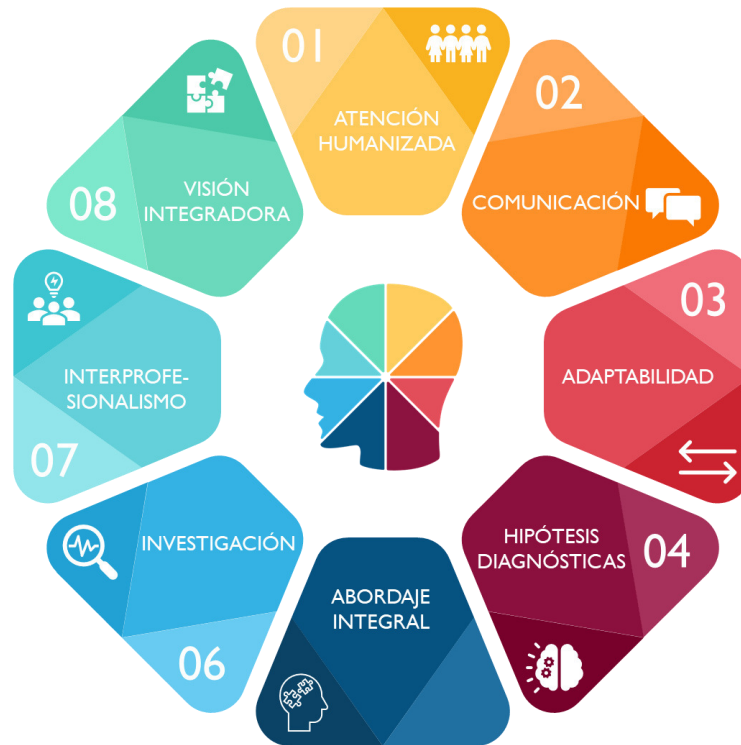 01
ATENCIÓN
HUMANIZADA
02
COMUNICACIÓN
03
ADAPTABILIDAD
HIPÓTESIS
DIAGNÓSTICAS
04
ABORDAJE
INTEGRAL
INVESTIGACIÓN
06
INTERPROFE-
SIONALISMO
07
VISIÓN
INTEGRADORA
08